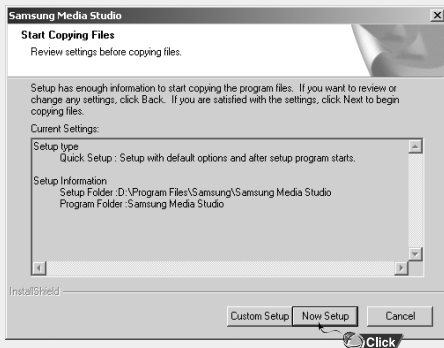 Samsung Media Studio
Start Copying Files
Review settings before copying files.
Setup has enough information to start copying the program files. If you want to review or
change any settings, click Back. If you are satisfied with the settings, click Next to begin
copying files.
Current Settings:
Setup type
Quick Setup : Setup with default options and after setup program starts.
Setup Information
Setup Folder :D:\Program Files\Samsung\Samsung Media Studio
Program Folder :Samsung Media Studio
InstallShield
Custom Setup Now Setup Cancel
Click